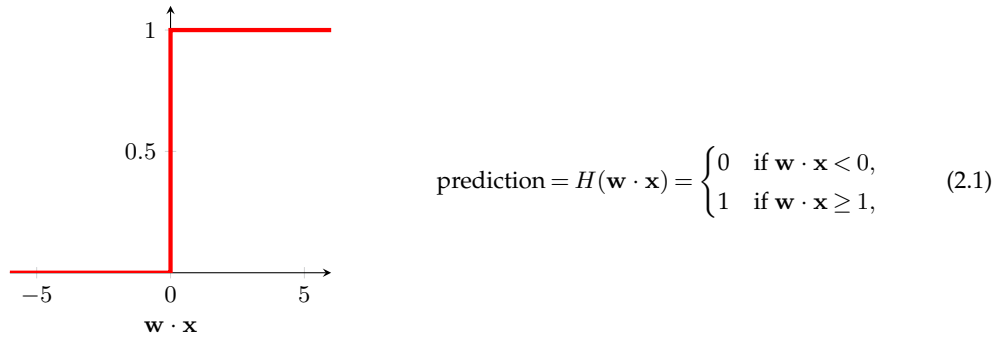 1
0.5
−5 0 5
w · x
prediction = H(w · x) = { 0 if w · x < 0,
1 if w · x ≥ 1,
(2.1)